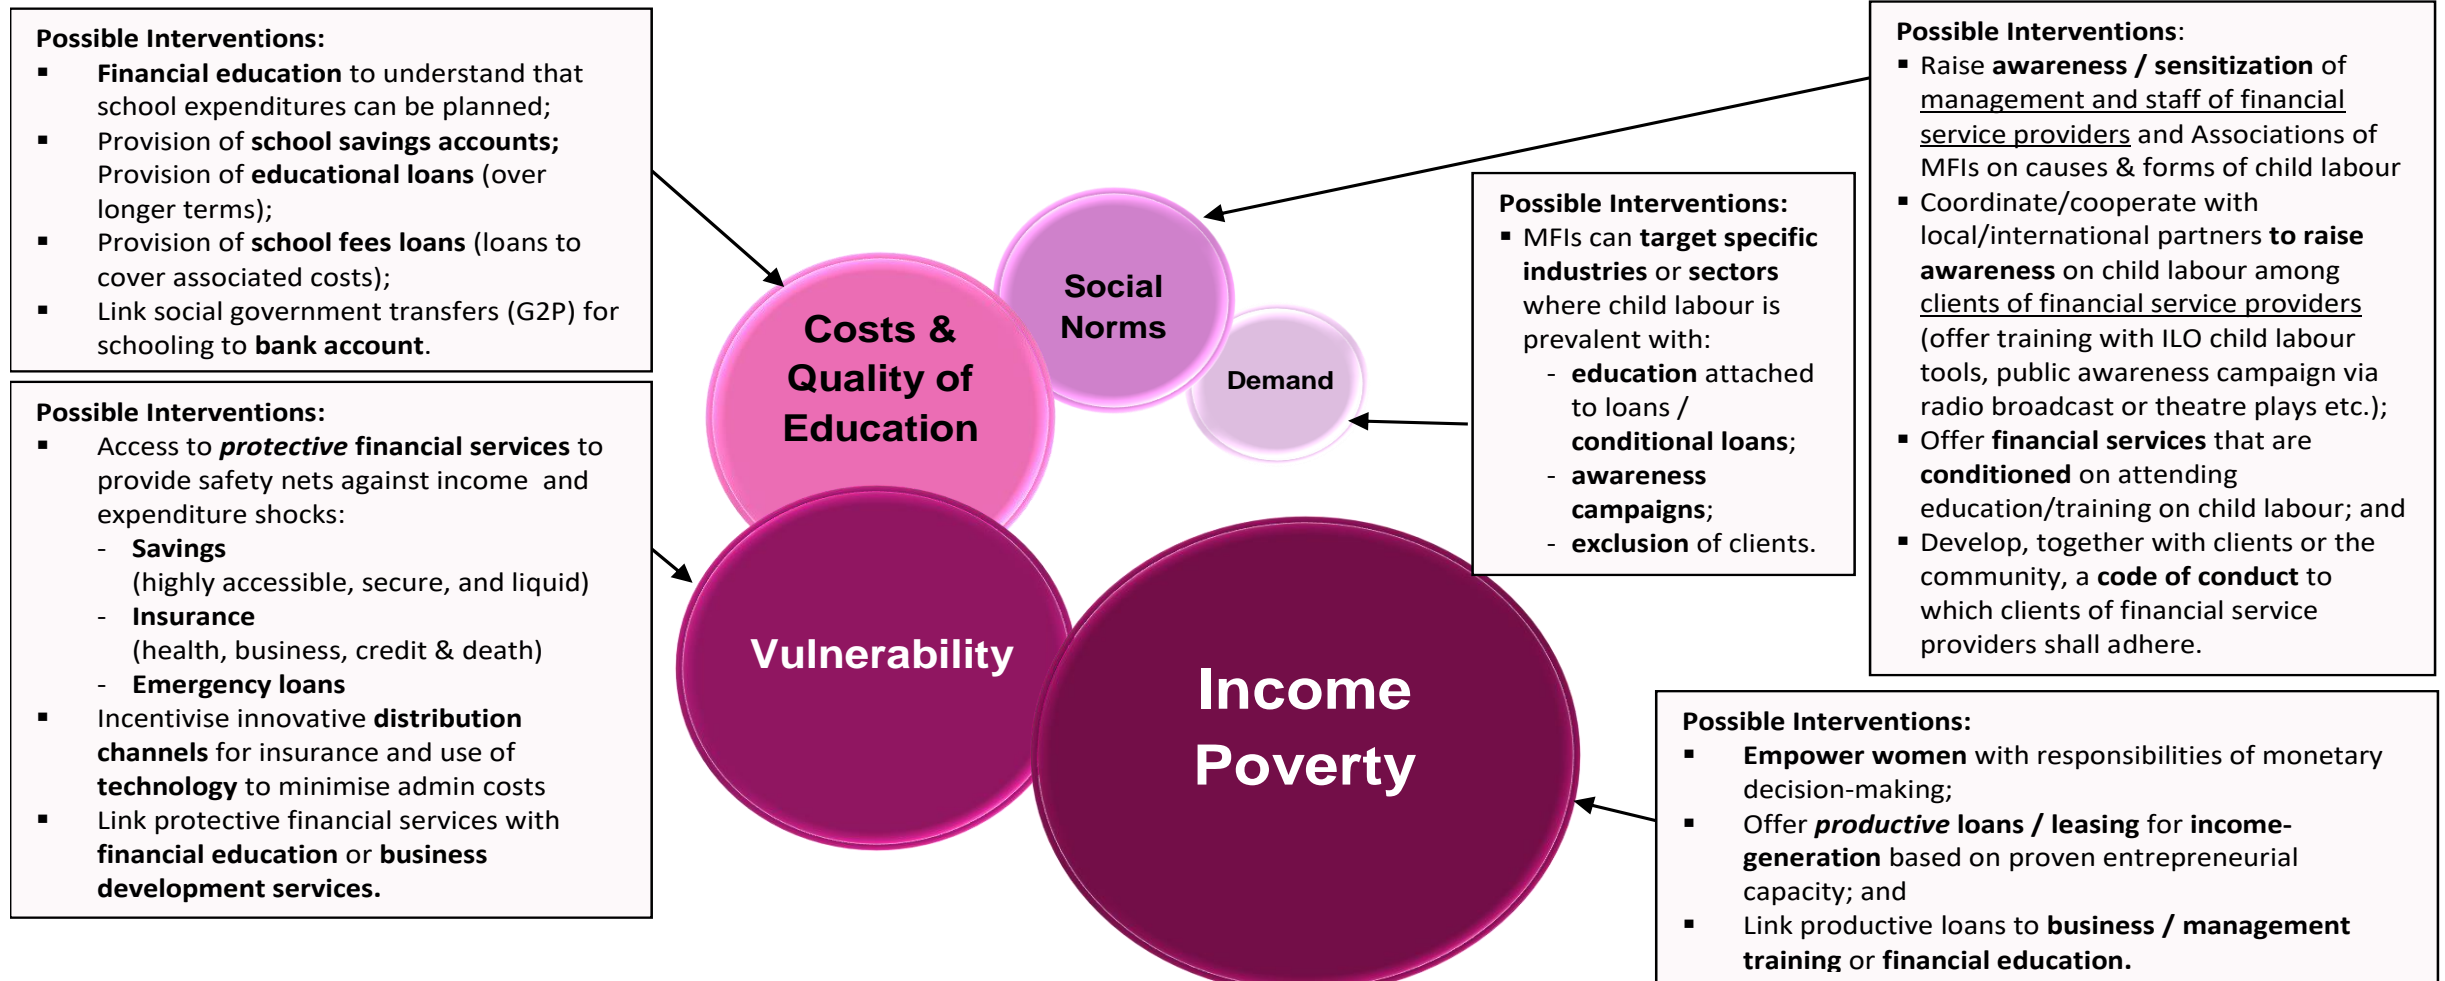 Possible Interventions:
▪ Financial education to understand that
school expenditures can be planned;
▪ Provision of school savings accounts;
Provision of educational loans (over
longer terms);
▪ Provision of school fees loans (loans to
cover associated costs);
▪ Link social government transfers (G2P) for
schooling to bank account.
Possible Interventions:
▪ Access to protective financial services to
provide safety nets against income and
expenditure shocks:
- Savings
(highly accessible, secure, and liquid)
- Insurance
(health, business, credit & death)
- Emergency loans
▪ Incentivise innovative distribution
channels for insurance and use of
technology to minimise admin costs
▪ Link protective financial services with
financial education or business
development services.
Costs &
Quality of
Education
Social
Norms
Demand
Vulnerability
Income
Poverty
Possible Interventions:
▪ MFIs can target specific
industries or sectors
where child labour is
prevalent with:
- education attached
to loans /
conditional loans;
- awareness
campaigns;
- exclusion of clients.
Possible Interventions:
▪ Raise awareness / sensitization of
management and staff of financial
service providers and Associations of
MFIs on causes & forms of child labour
▪ Coordinate/cooperate with
local/international partners to raise
awareness on child labour among
clients of financial service providers
(offer training with ILO child labour
tools, public awareness campaign via
radio broadcast or theatre plays etc.);
▪ Offer financial services that are
conditioned on attending
education/training on child labour; and
▪ Develop, together with clients or the
community, a code of conduct to
which clients of financial service
providers shall adhere.
Possible Interventions:
▪ Empower women with responsibilities of monetary
decision-making;
▪ Offer productive loans / leasing for income-
generation based on proven entrepreneurial
capacity; and
▪ Link productive loans to business / management
training or financial education.